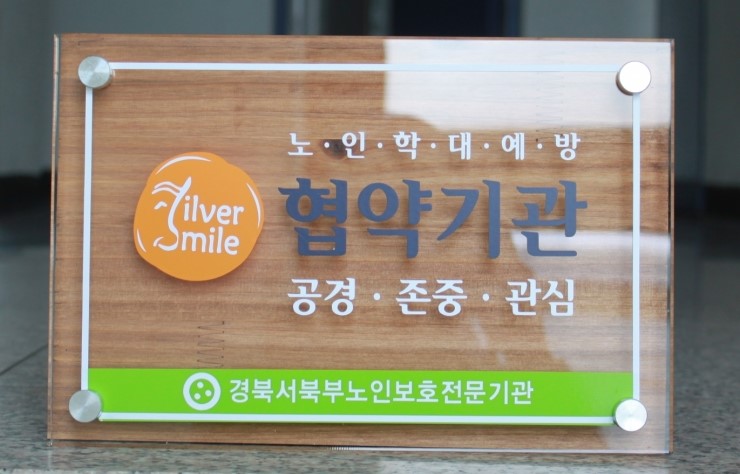 노·인·학·대·예·방
Silver
Smile
협약기관
공경·존중·관심
경북서북부노인보호전문기관